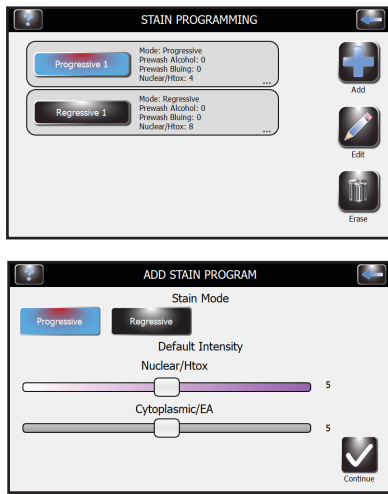 STAIN PROGRAMMING
Progressive 1
Mode: Progressive
Prewash Alcohol: 0
Prewash Bluing: 0
Nuclear/Htox: 4
...
Regressive 1
Mode: Regressive
Prewash Alcohol: 0
Prewash Bluing: 0
Nuclear/Htox: 8
...
Add
Edit
Erase
?
ADD STAIN PROGRAM
Stain Mode
Progressive Regressive
Default Intensity
Nuclear/Htox
5
Cytoplasmic/EA
5
Continue